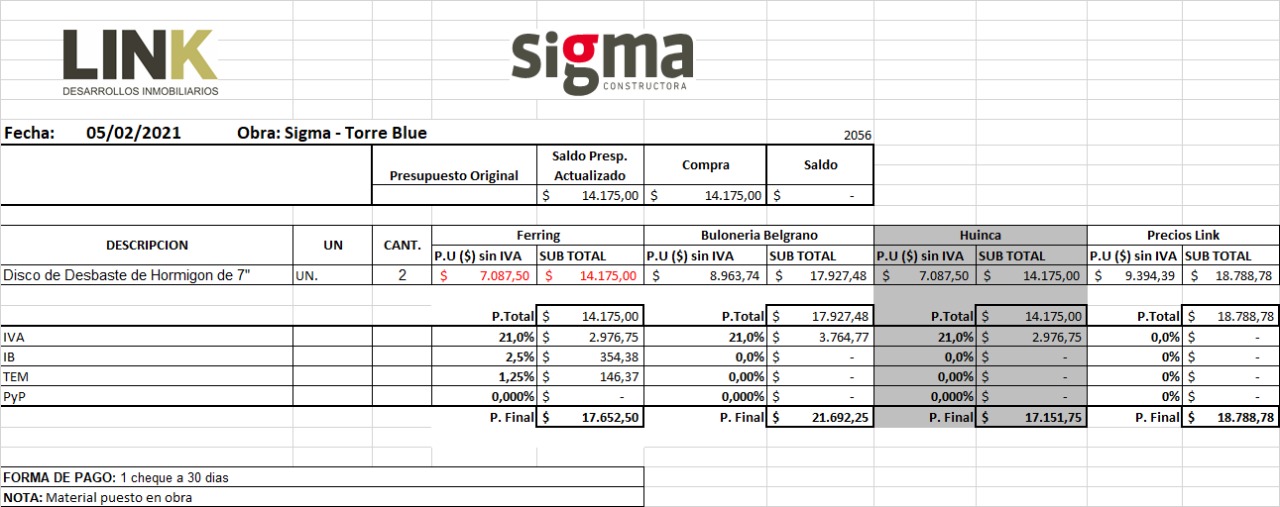 LINK
DESARROLLOS INMOBILIARIOS
sigma
CONSTRUCTORA
Fecha: 05/02/2021 Obra: Sigma - Torre Blue 2056
Presupuesto Original Saldo Presp. Actualizado Compra Saldo
$ 14.175,00 $ 14.175,00 $ -
DESCRIPCION UN CANT. Ferring Buloneria Belgrano Huinca Precios Link
P.U ($) sin IVA SUB TOTAL P.U ($) sin IVA SUB TOTAL P.U ($) sin IVA SUB TOTAL P.U ($) sin IVA SUB TOTAL
Disco de Desbaste de Hormigon de 7" UN. 2 $ 7.087,50 $ 14.175,00 $ 8.963,74 $ 17.927,48 $ 7.087,50 $ 14.175,00 $ 9.394,39 $ 18.788,78
P.Total $ 14.175,00 P.Total $ 17.927,48 P.Total $ 14.175,00 P.Total $ 18.788,78
IVA 21,0% $ 2.976,75 21,0% $ 3.764,77 21,0% $ 2.976,75 0,0% $ -
IB 2,5% $ 354,38 0,0% $ - 0,0% $ - 0% $ -
TEM 1,25% $ 146,37 0,00% $ - 0,00% $ - 0% $ -
PyP 0,000% $ - 0,000% $ - 0,000% $ - 0% $ -
P. Final $ 17.652,50 P. Final $ 21.692,25 P. Final $ 17.151,75 P. Final $ 18.788,78
FORMA DE PAGO: 1 cheque a 30 dias
NOTA: Material puesto en obra